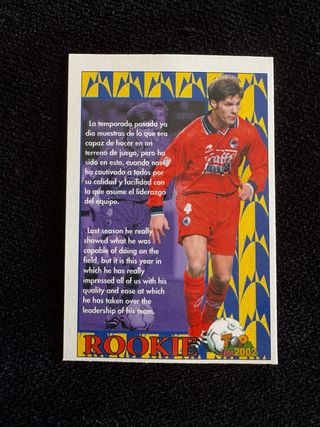 La temporada pasada ya
dio muestras de lo que era
capaz de hacer en un
terreno de juego, pero ha
sido en esta, cuando nos
ha cautivado a todos por
su calidad y facilidad con
lo que asume el liderazgo
del equipo.
Last season he really
showed what he was
capable of doing on the
field, but it is this year in
which he has really
impressed all of us with his
quality and ease at which
he has taken over the
leadership of his team.
4
ROOKIE
2002